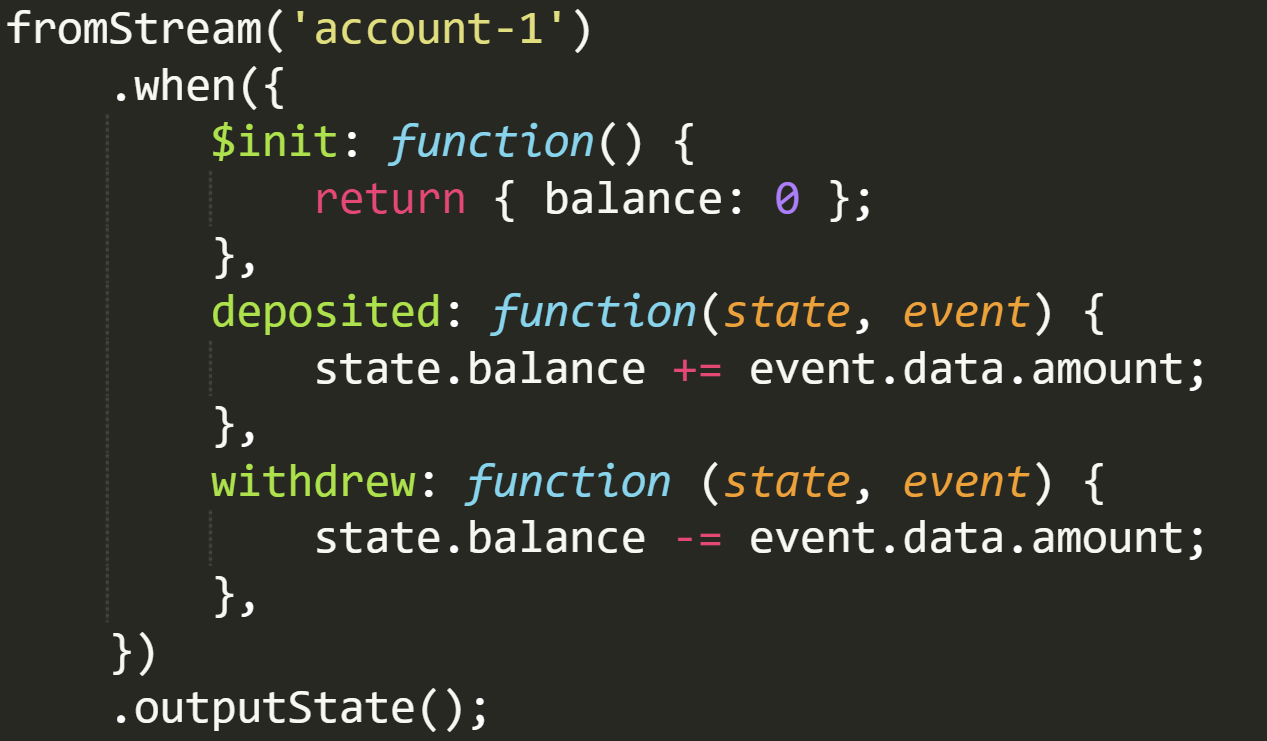 fromStream('account-1')
    .when({
        $init: function() {
            return { balance: 0 };
        },
        deposited: function(state, event) {
            state.balance += event.data.amount;
        },
        withdrew: function (state, event) {
            state.balance -= event.data.amount;
        },
    })
    .outputState();